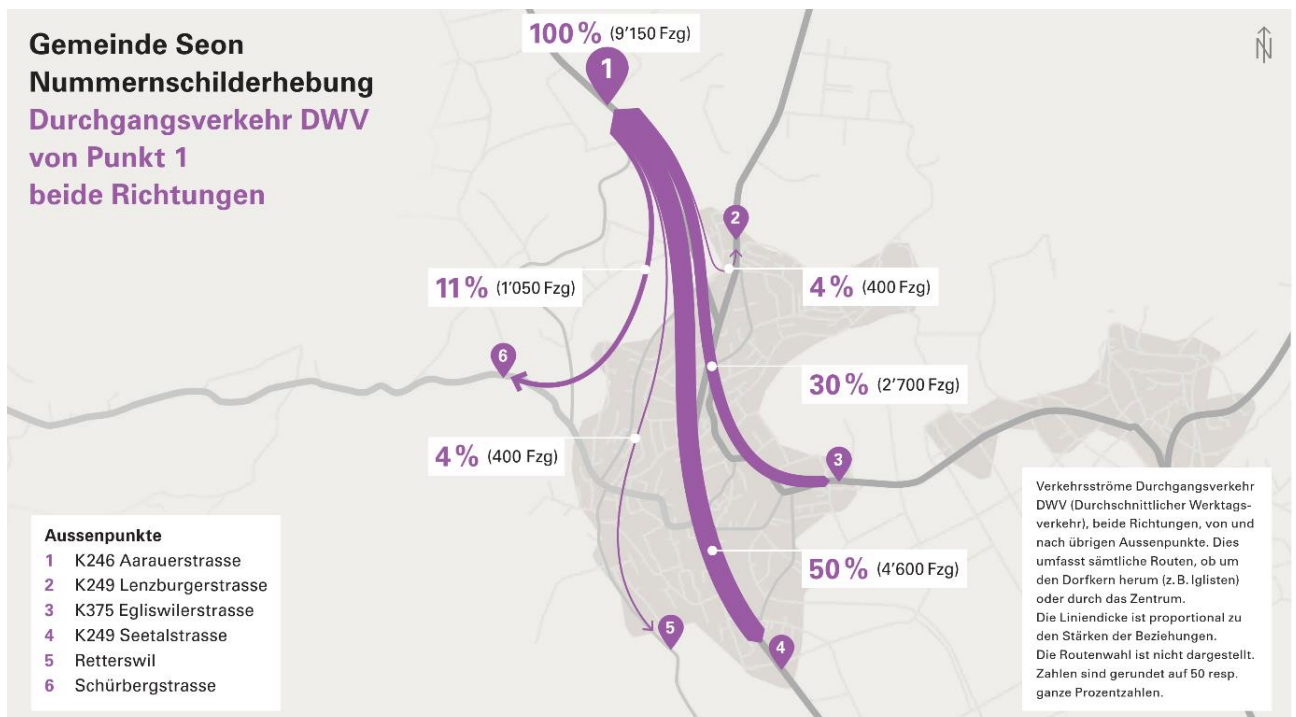 Gemeinde Seon
Nummernschilderhebung
Durchgangsverkehr DWV
von Punkt 1
beide Richtungen
100 % (9’150 Fzg)
1
N
2
11 % (1’050 Fzg)
4 % (400 Fzg)
6
30 % (2’700 Fzg)
4 % (400 Fzg)
3
50 % (4’600 Fzg)
5
4
Aussenpunkte
1 K246 Aarauerstrasse
2 K249 Lenzburgerstrasse
3 K375 Egliswilerstrasse
4 K249 Seetalstrasse
5 Retterswil
6 Schürbergstrasse
Verkehrsströme Durchgangsverkehr
DWV (Durchschnittlicher Werktags-
verkehr), beide Richtungen, von und
nach übrigen Aussenpunkte. Dies
umfasst sämtliche Routen, ob um
den Dorfkern herum (z. B. Iglisten)
oder durch das Zentrum.
Die Liniendicke ist proportional zu
den Stärken der Beziehungen.
Die Routenwahl ist nicht dargestellt.
Zahlen sind gerundet auf 50 resp.
ganze Prozentzahlen.